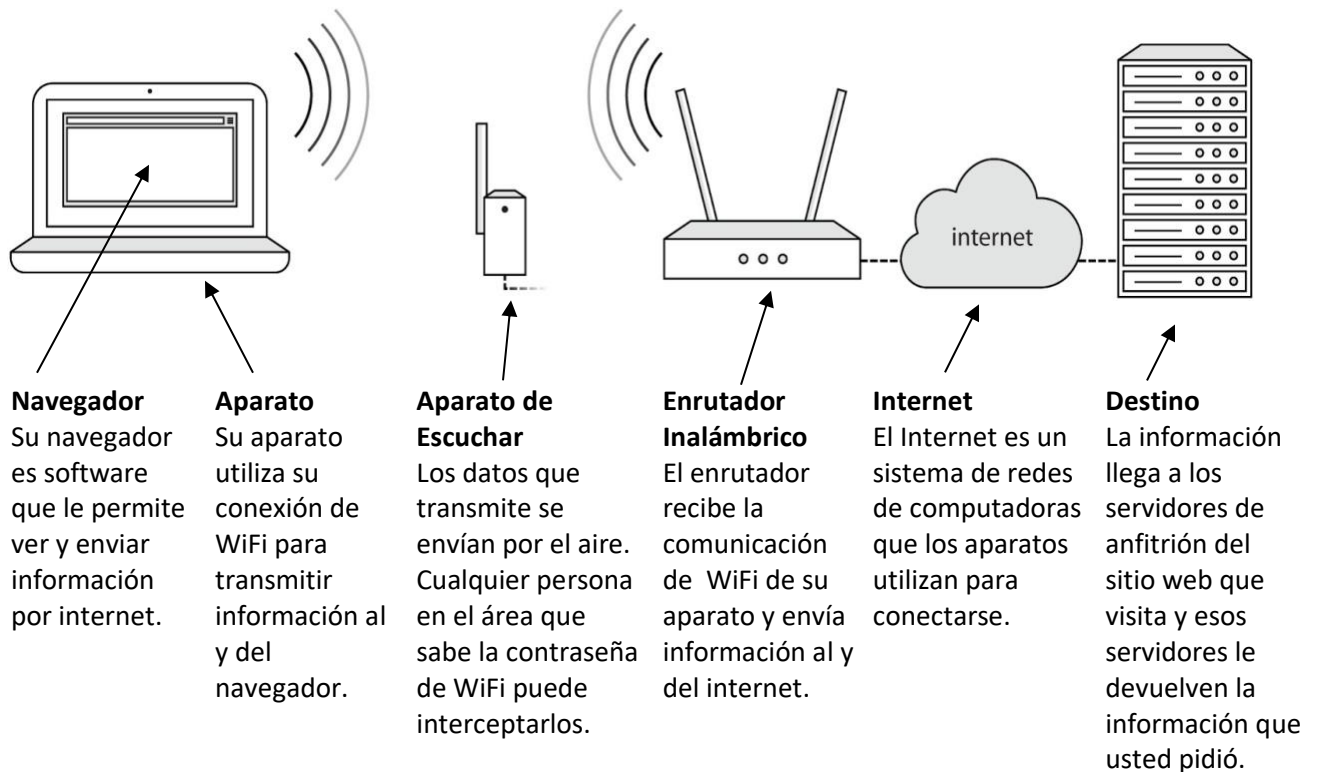 internet
Navegador
Su navegador
es software
que le permite
ver y enviar
información
por internet.
Aparato
Su aparato
utiliza su
conexión de
WiFi para
transmitir
información al
y del
navegador.
Aparato de
Escuchar
Los datos que
transmite se
envían por el aire.
Cualquier persona
en el área que
sabe la contraseña
de WiFi puede
interceptarlos.
Enrutador
Inalámbrico
El enrutador
recibe la
comunicación
de WiFi de su
aparato y envía
información al y
del internet.
Internet
El Internet es un
sistema de redes
de computadoras
que los aparatos
utilizan para
conectarse.
Destino
La información
llega a los
servidores de
anfitrión del
sitio web que
visita y esos
servidores le
devuelven la
información que
usted pidió.